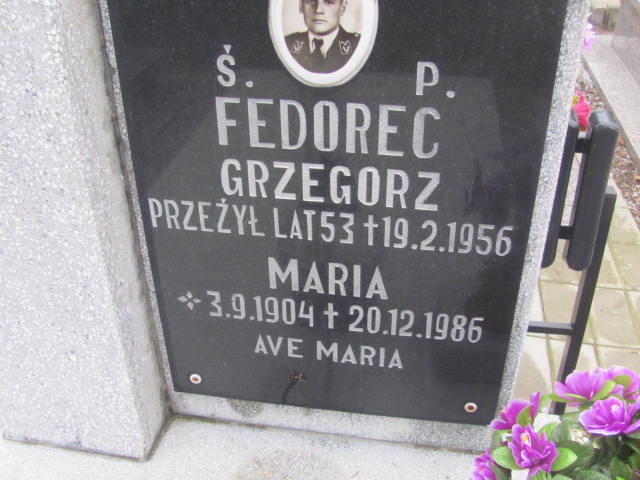 Ś. P.
FEDOREC
GRZEGORZ
PRZEŻYŁ LAT 53 † 19.2.1956
MARIA
3.9.1904 † 20.12.1986
AVE MARIA